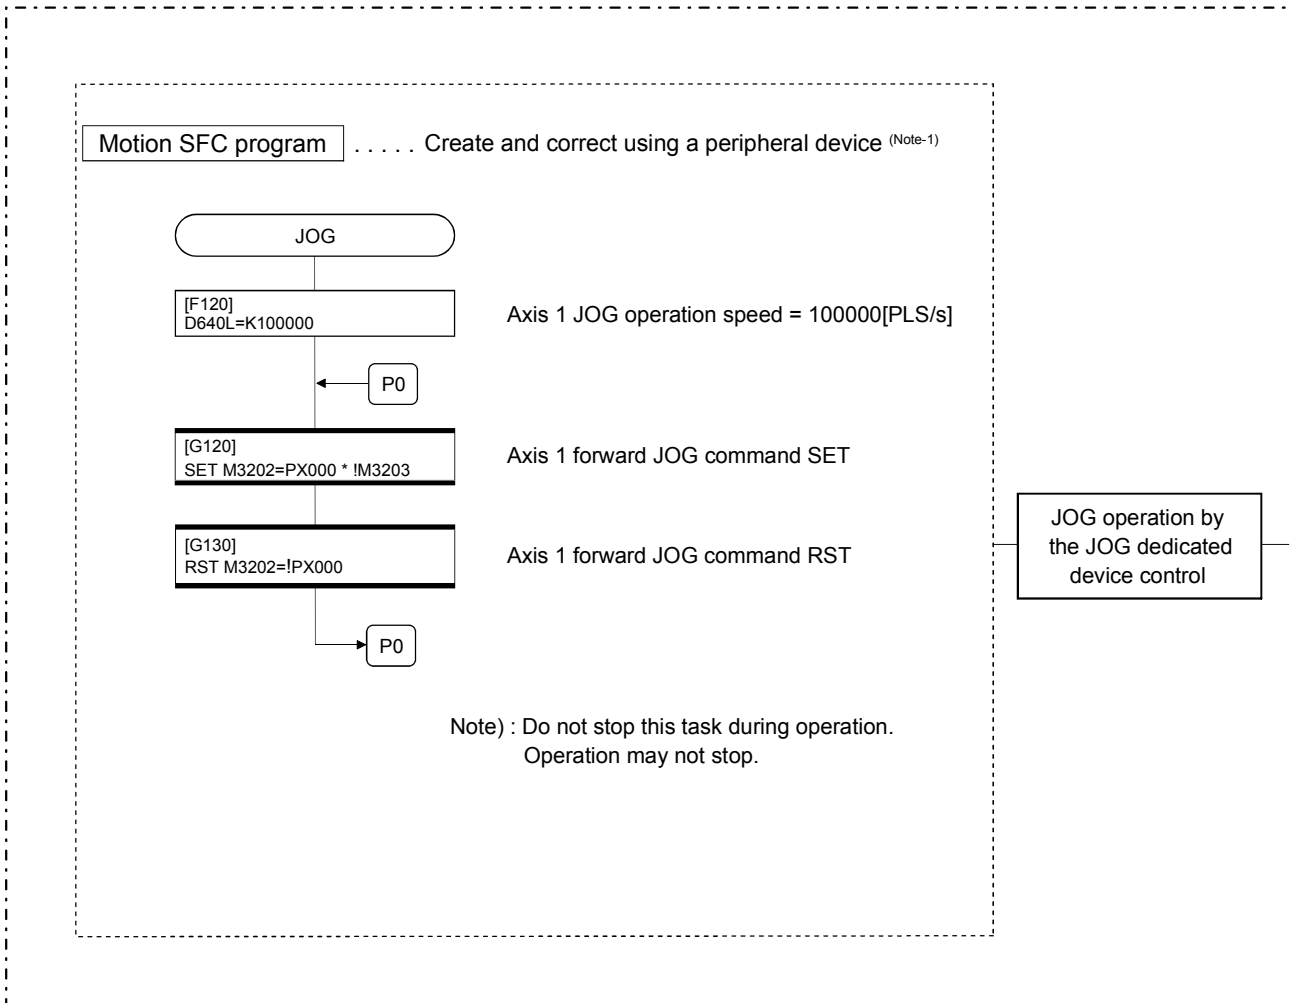 Motion SFC program ..... Create and correct using a peripheral device (Note-1)
JOG
[F120]
D640L=K100000
Axis 1 JOG operation speed = 100000[PLS/s]
P0
[G120]
SET M3202=PX000 * !M3203
Axis 1 forward JOG command SET
[G130]
RST M3202=!PX000
Axis 1 forward JOG command RST
P0
Note) : Do not stop this task during operation.
Operation may not stop.
JOG operation by
the JOG dedicated
device control